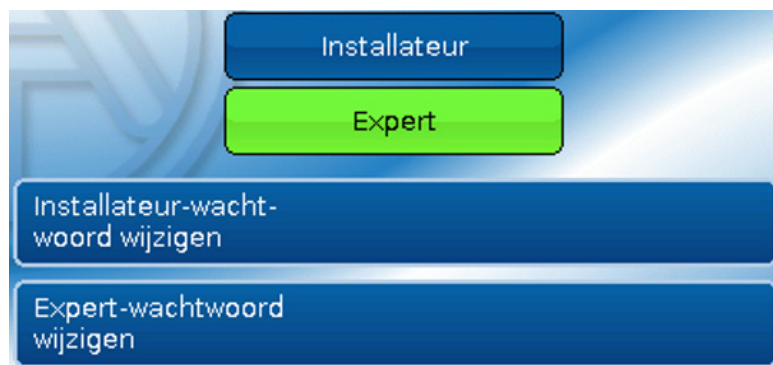 Installateur
Expert
Installateur-wacht-
woord wijzigen
Expert-wachtwoord
wijzigen